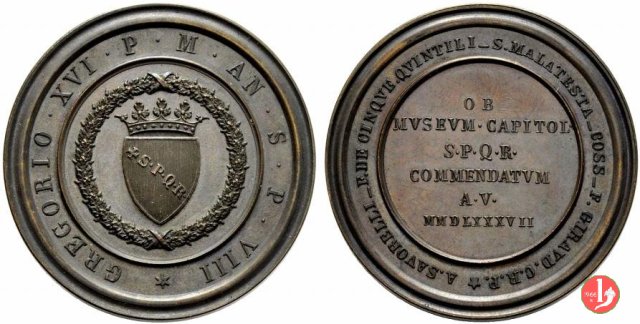 GREGORIO · XVI · P · M · AN · S · P · VIII
S·P·Q·R·
A. SAVORELLI _ F. DE CINQVE·QVINTILI _ S. MALATESTA _ COSS _ F. GIRAVD. C. R. P.
OB
MVSEVM · CAPITOL·
S·P·Q·R·
COMMENDATVM
A·V·
MMDLXXXVII